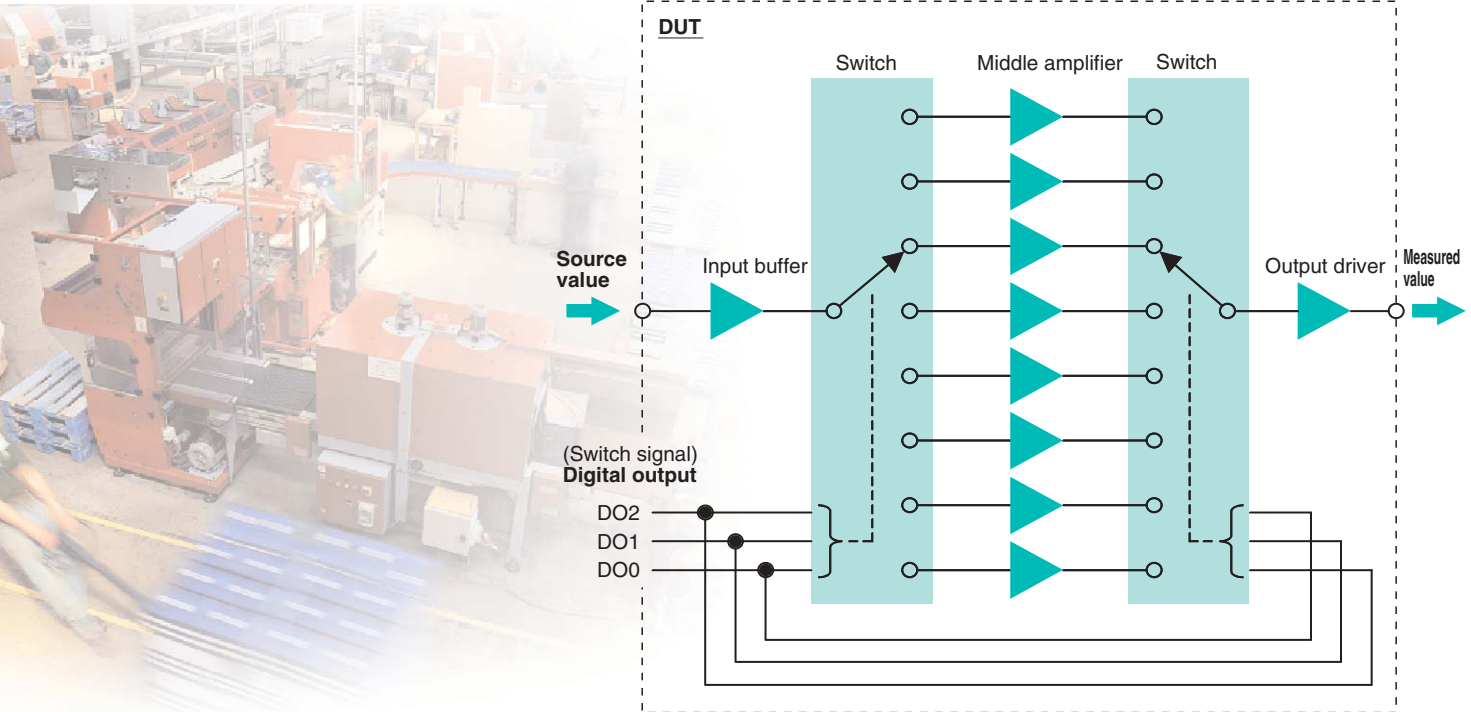 DUT
Switch
Middle amplifier
Switch
Source
value
Input buffer
Output driver
Measured
value
(Switch signal)
Digital output
DO2
DO1
DO0